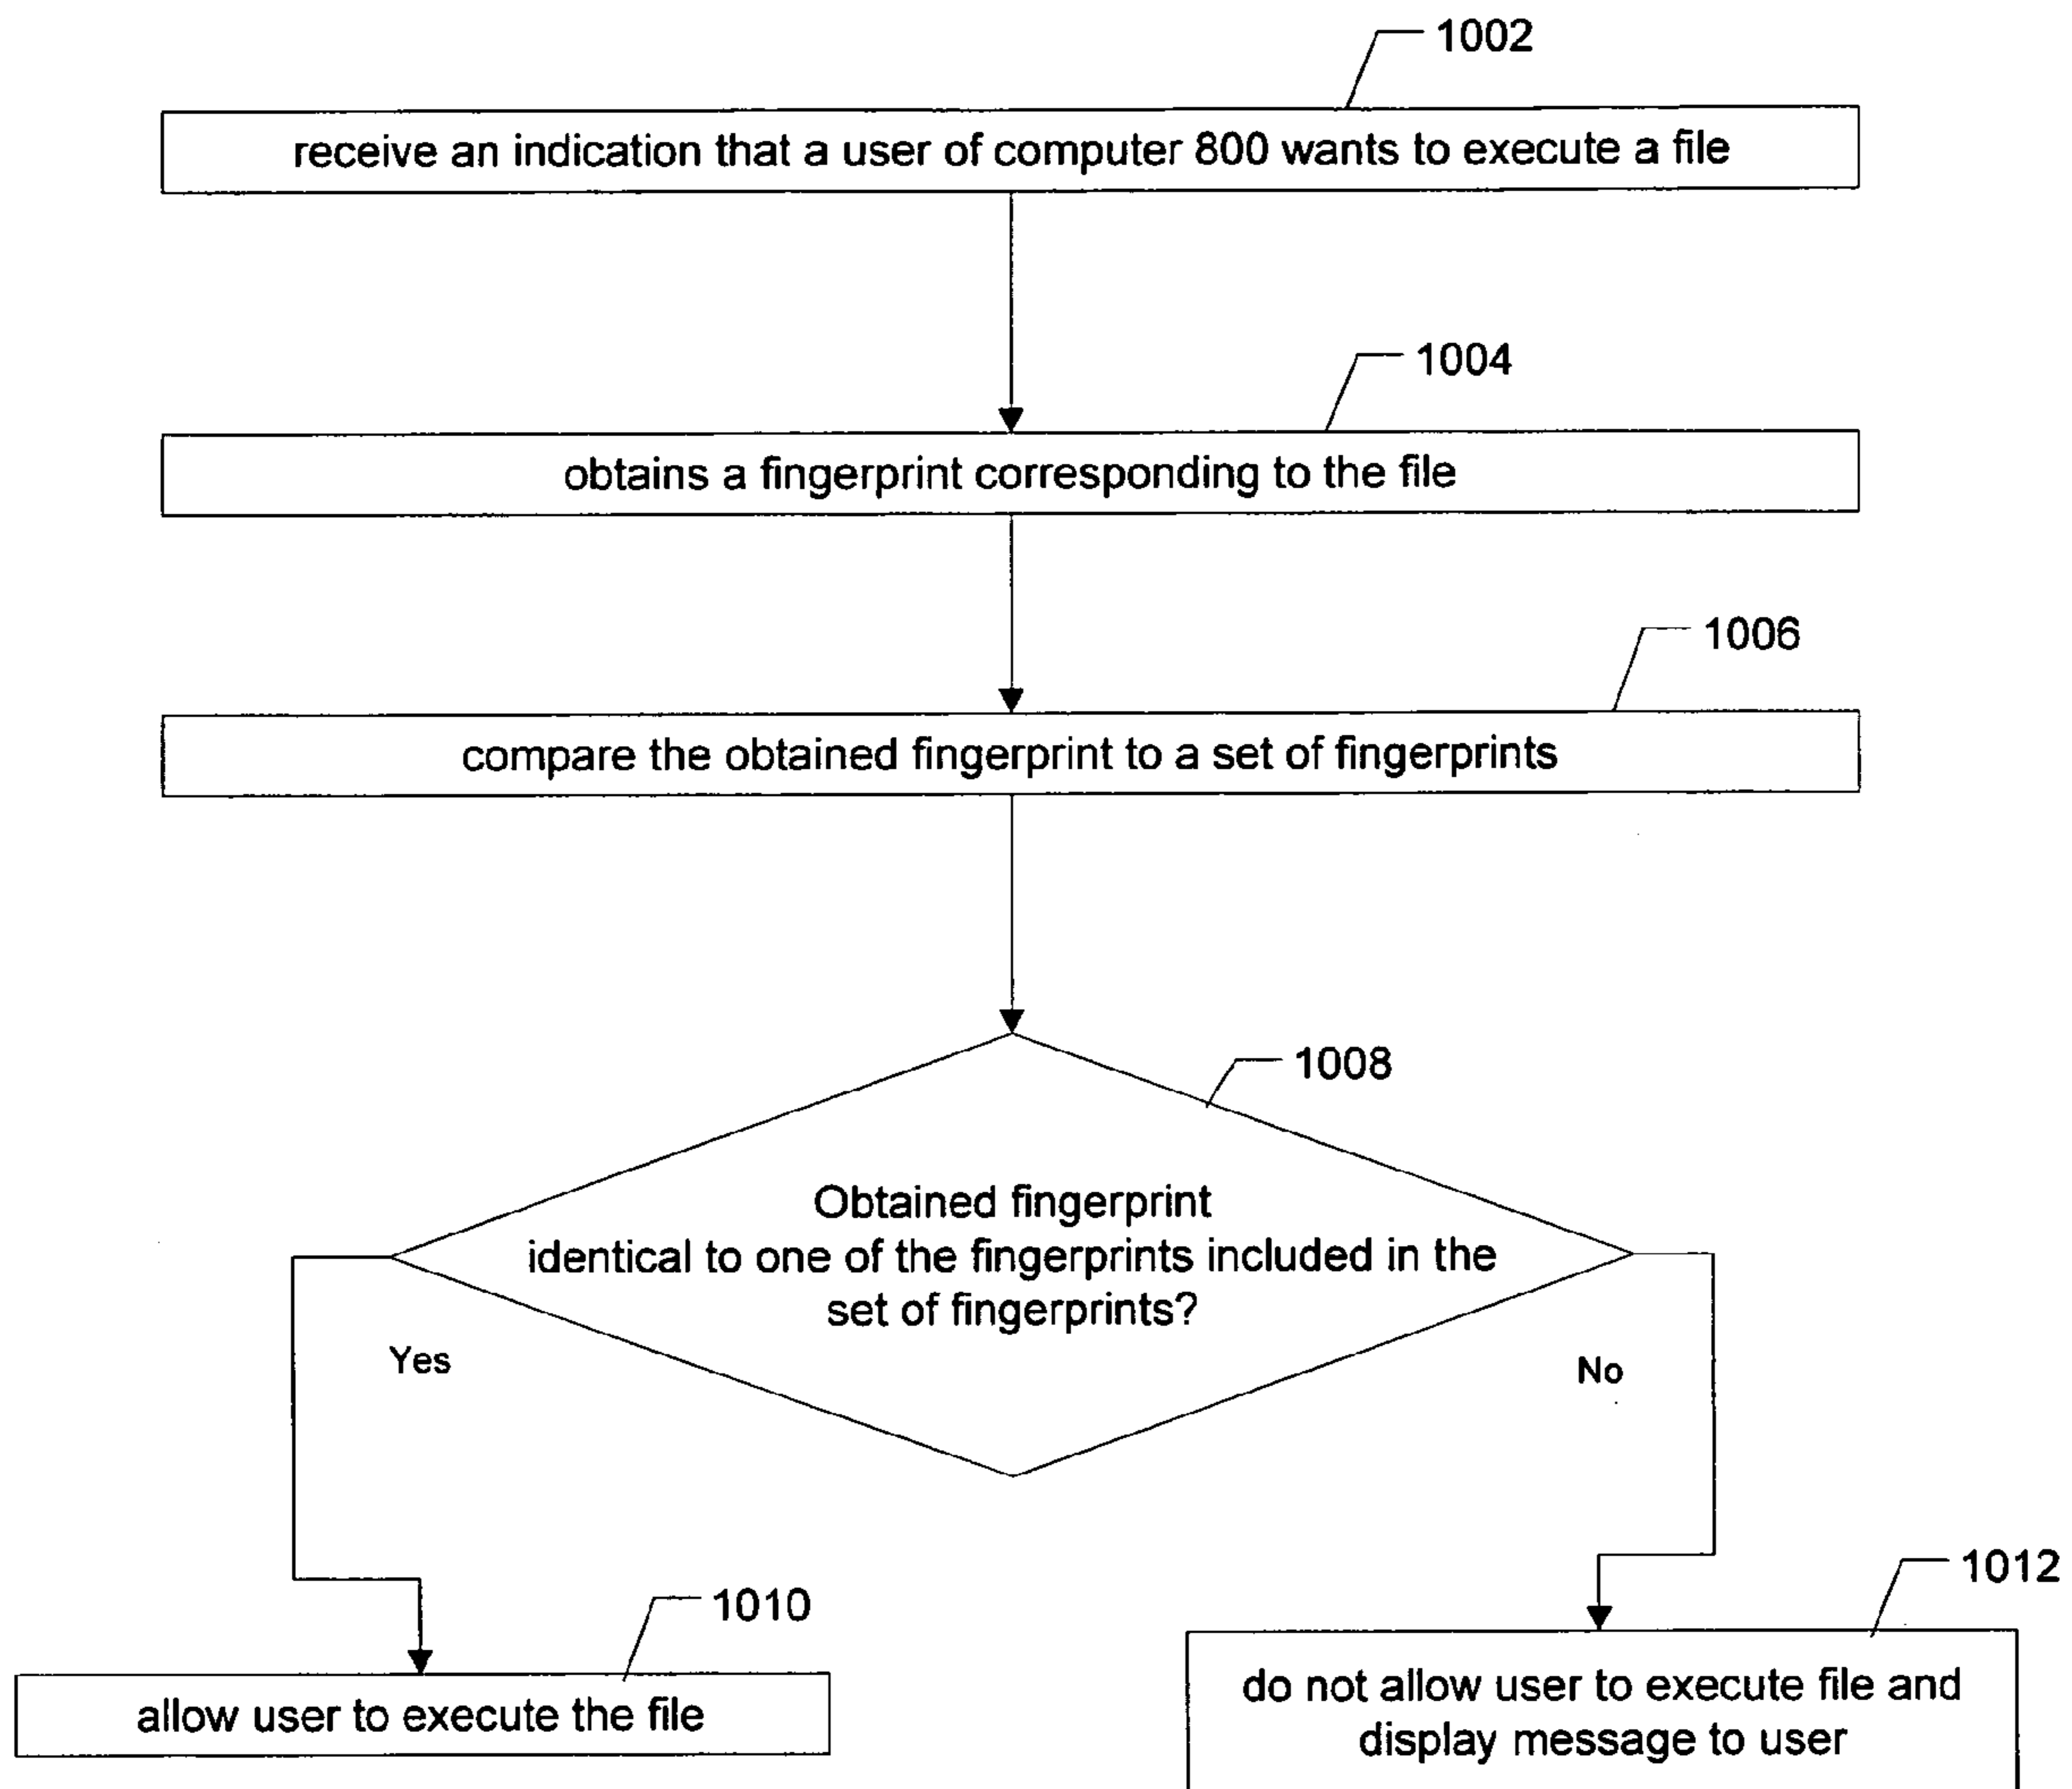 1002
receive an indication that a user of computer 800 wants to execute a file
1004
obtains a fingerprint corresponding to the file
1006
compare the obtained fingerprint to a set of fingerprints
1008
Obtained fingerprint
identical to one of the fingerprints included in the
set of fingerprints?
Yes
No
1010
allow user to execute the file
1012
do not allow user to execute file and
display message to user